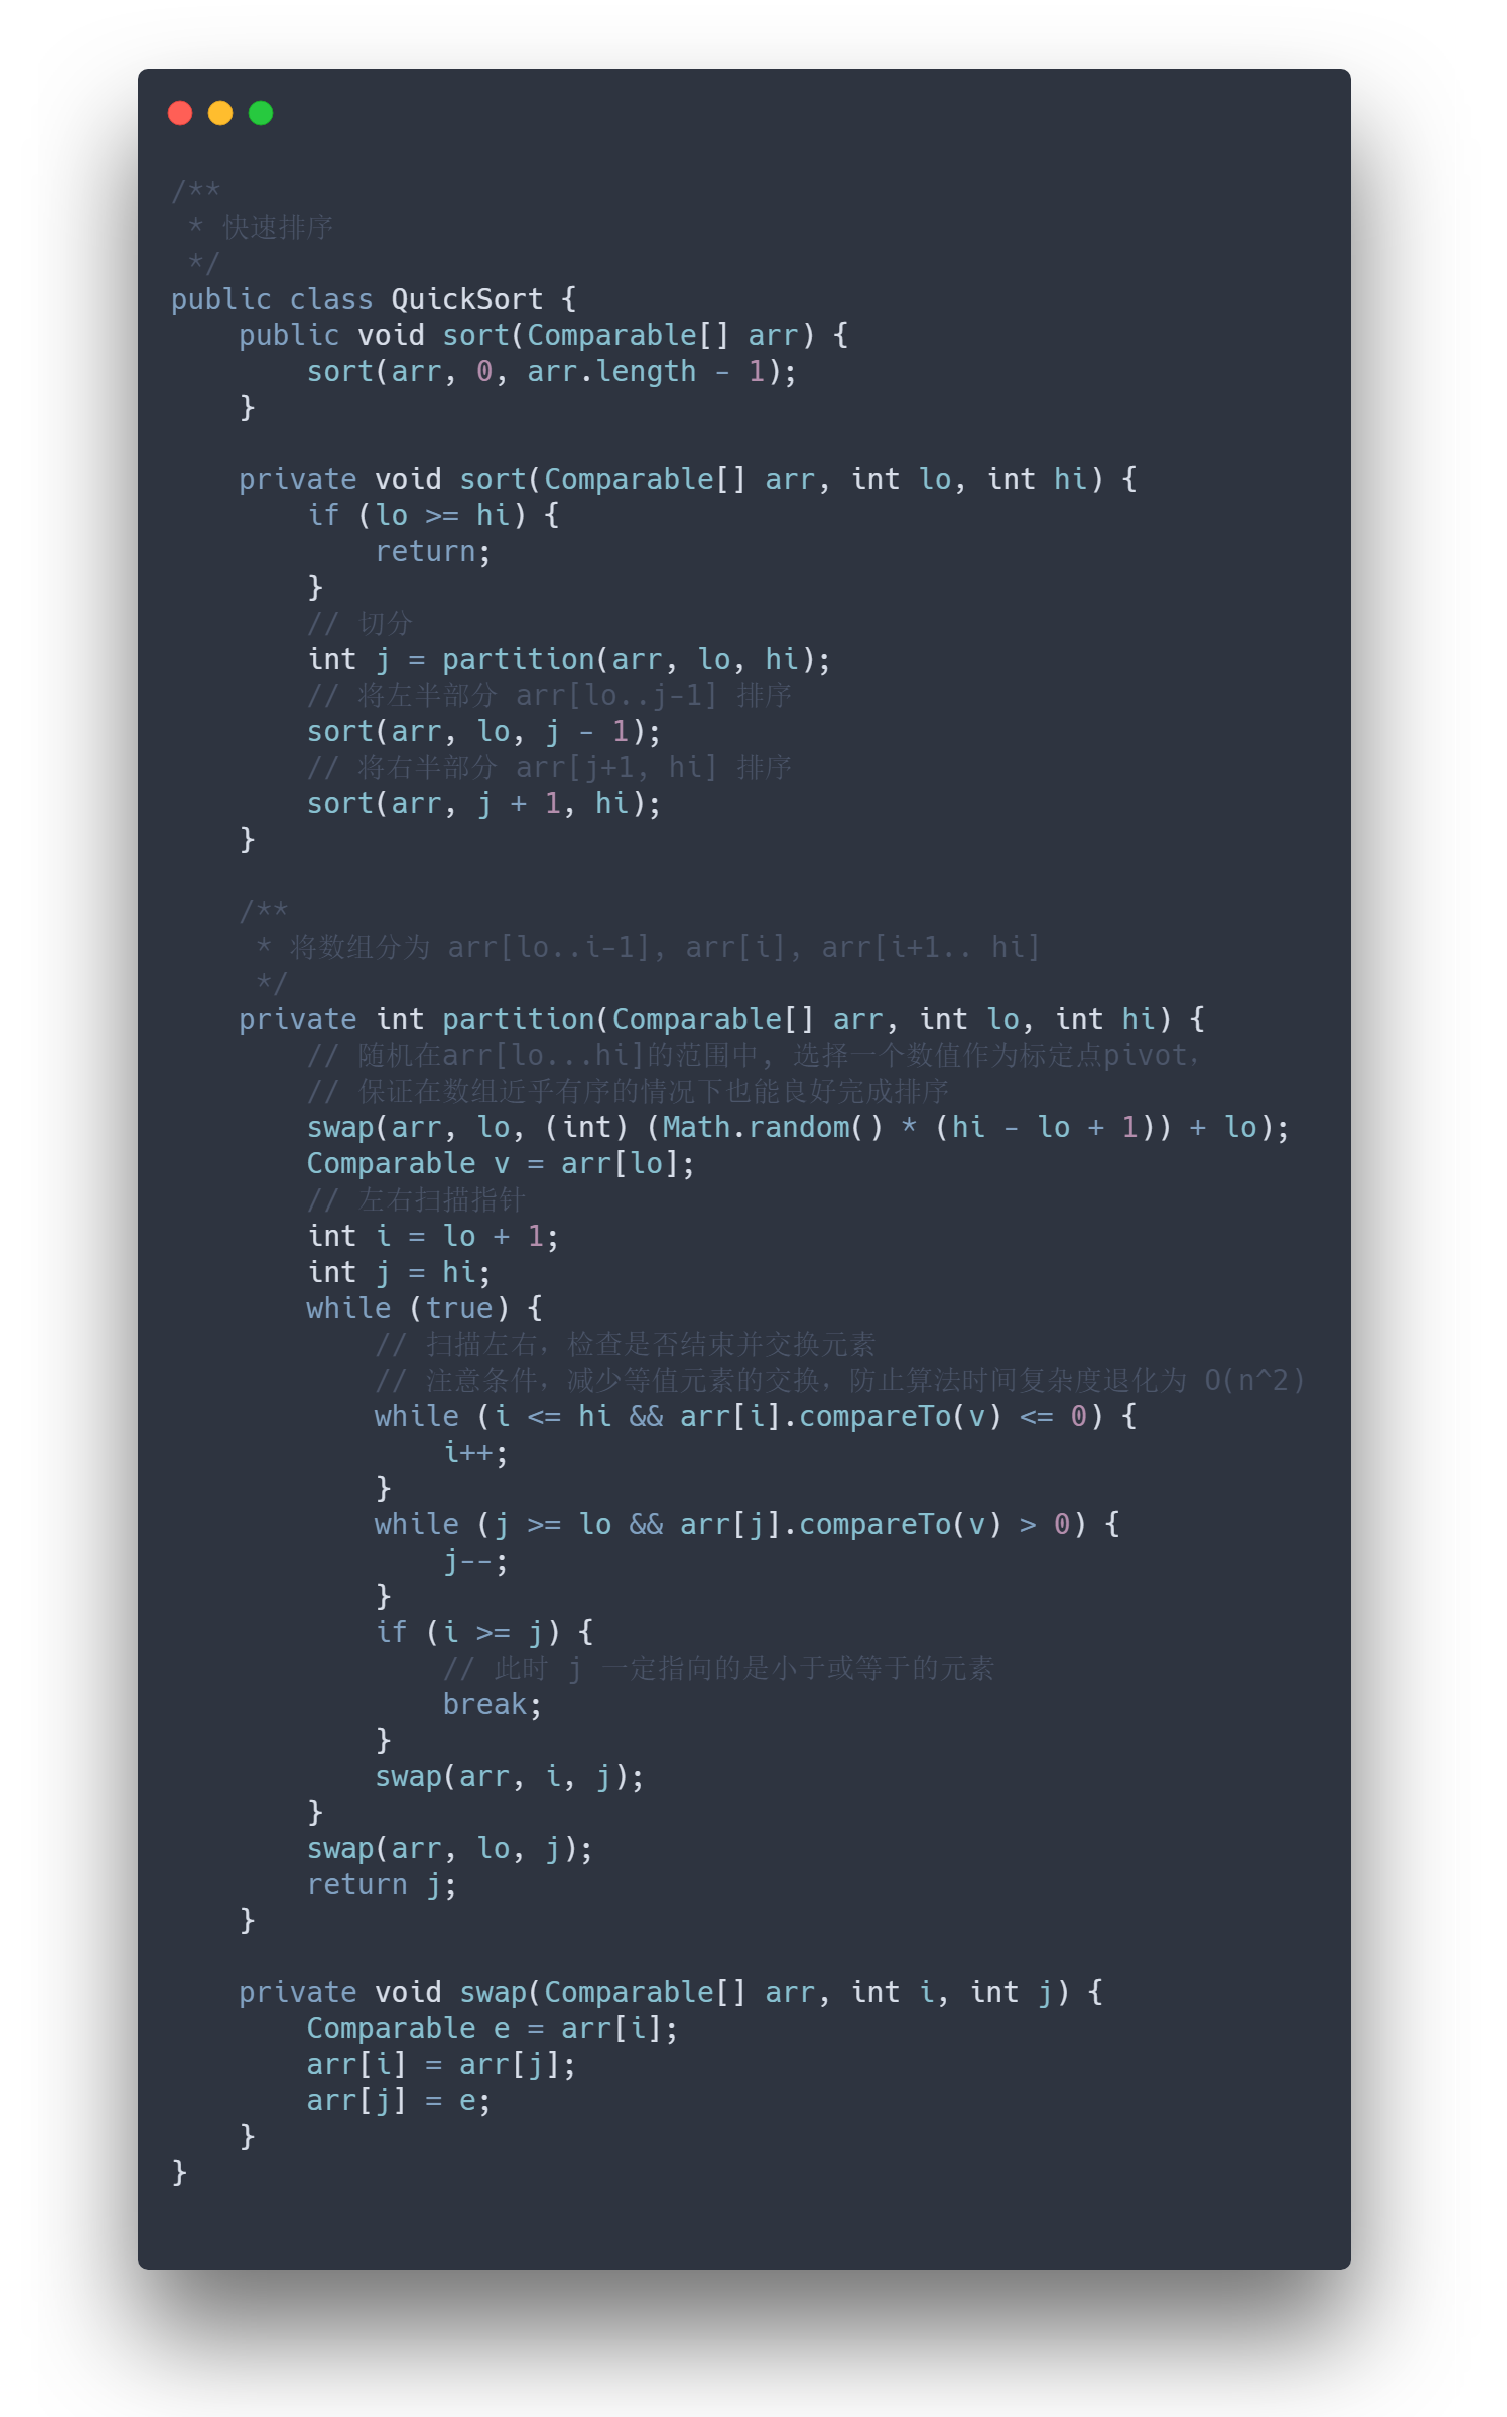 /**
 * 快速排序
 */
public class QuickSort {
    public void sort(Comparable[] arr) {
        sort(arr, 0, arr.length - 1);
    }

    private void sort(Comparable[] arr, int lo, int hi) {
        if (lo >= hi) {
            return;
        }
        // 切分
        int j = partition(arr, lo, hi);
        // 将左半部分 arr[lo..j-1] 排序
        sort(arr, lo, j - 1);
        // 将右半部分 arr[j+1, hi] 排序
        sort(arr, j + 1, hi);
    }

    /**
     * 将数组分为 arr[lo..i-1], arr[i], arr[i+1.. hi]
     */
    private int partition(Comparable[] arr, int lo, int hi) {
        // 随机在arr[lo...hi]的范围中, 选择一个数值作为标定点pivot，
        // 保证在数组近乎有序的情况下也能良好完成排序
        swap(arr, lo, (int) (Math.random() * (hi - lo + 1)) + lo);
        Comparable v = arr[lo];
        // 左右扫描指针
        int i = lo + 1;
        int j = hi;
        while (true) {
            // 扫描左右，检查是否结束并交换元素
            // 注意条件，减少等值元素的交换，防止算法时间复杂度退化为 O(n^2)
            while (i <= hi && arr[i].compareTo(v) <= 0) {
                i++;
            }
            while (j >= lo && arr[j].compareTo(v) > 0) {
                j--;
            }
            if (i >= j) {
                // 此时 j 一定指向的是小于或等于的元素
                break;
            }
            swap(arr, i, j);
        }
        swap(arr, lo, j);
        return j;
    }

    private void swap(Comparable[] arr, int i, int j) {
        Comparable e = arr[i];
        arr[i] = arr[j];
        arr[j] = e;
    }
}